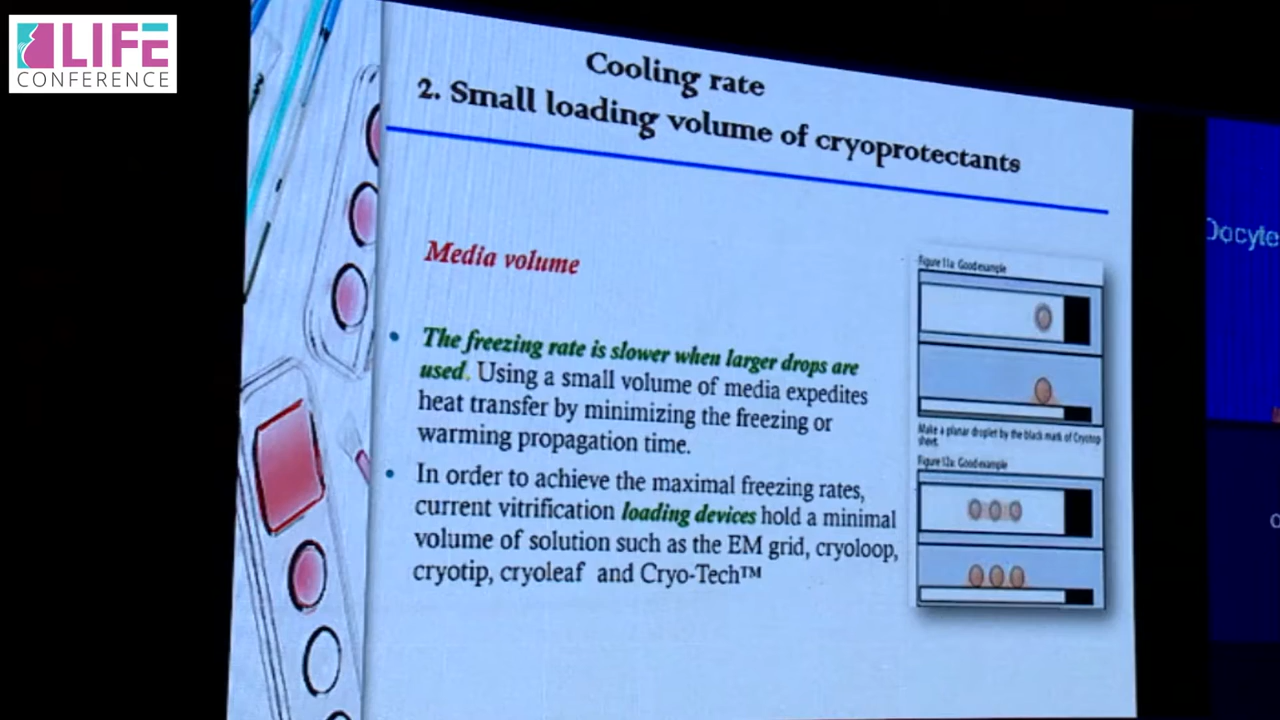 LIFE
CONFERENCE
Cooling rate
2. Small loading volume of cryoprotectants
Media volume
• The freezing rate is slower when larger drops are
used. Using a small volume of media expedites
heat transfer by minimizing the freezing or
warming propagation time.
• In order to achieve the maximal freezing rates,
current vitrification loading devices hold a minimal
volume of solution such as the EM grid, cryoloop,
cryotip, cryoleaf and Cryo-Tech™
Figure 11a: Good example
Make a planar droplet by the black mark of Cryotop
sheet.
Figure 12a: Good example
Oocyte